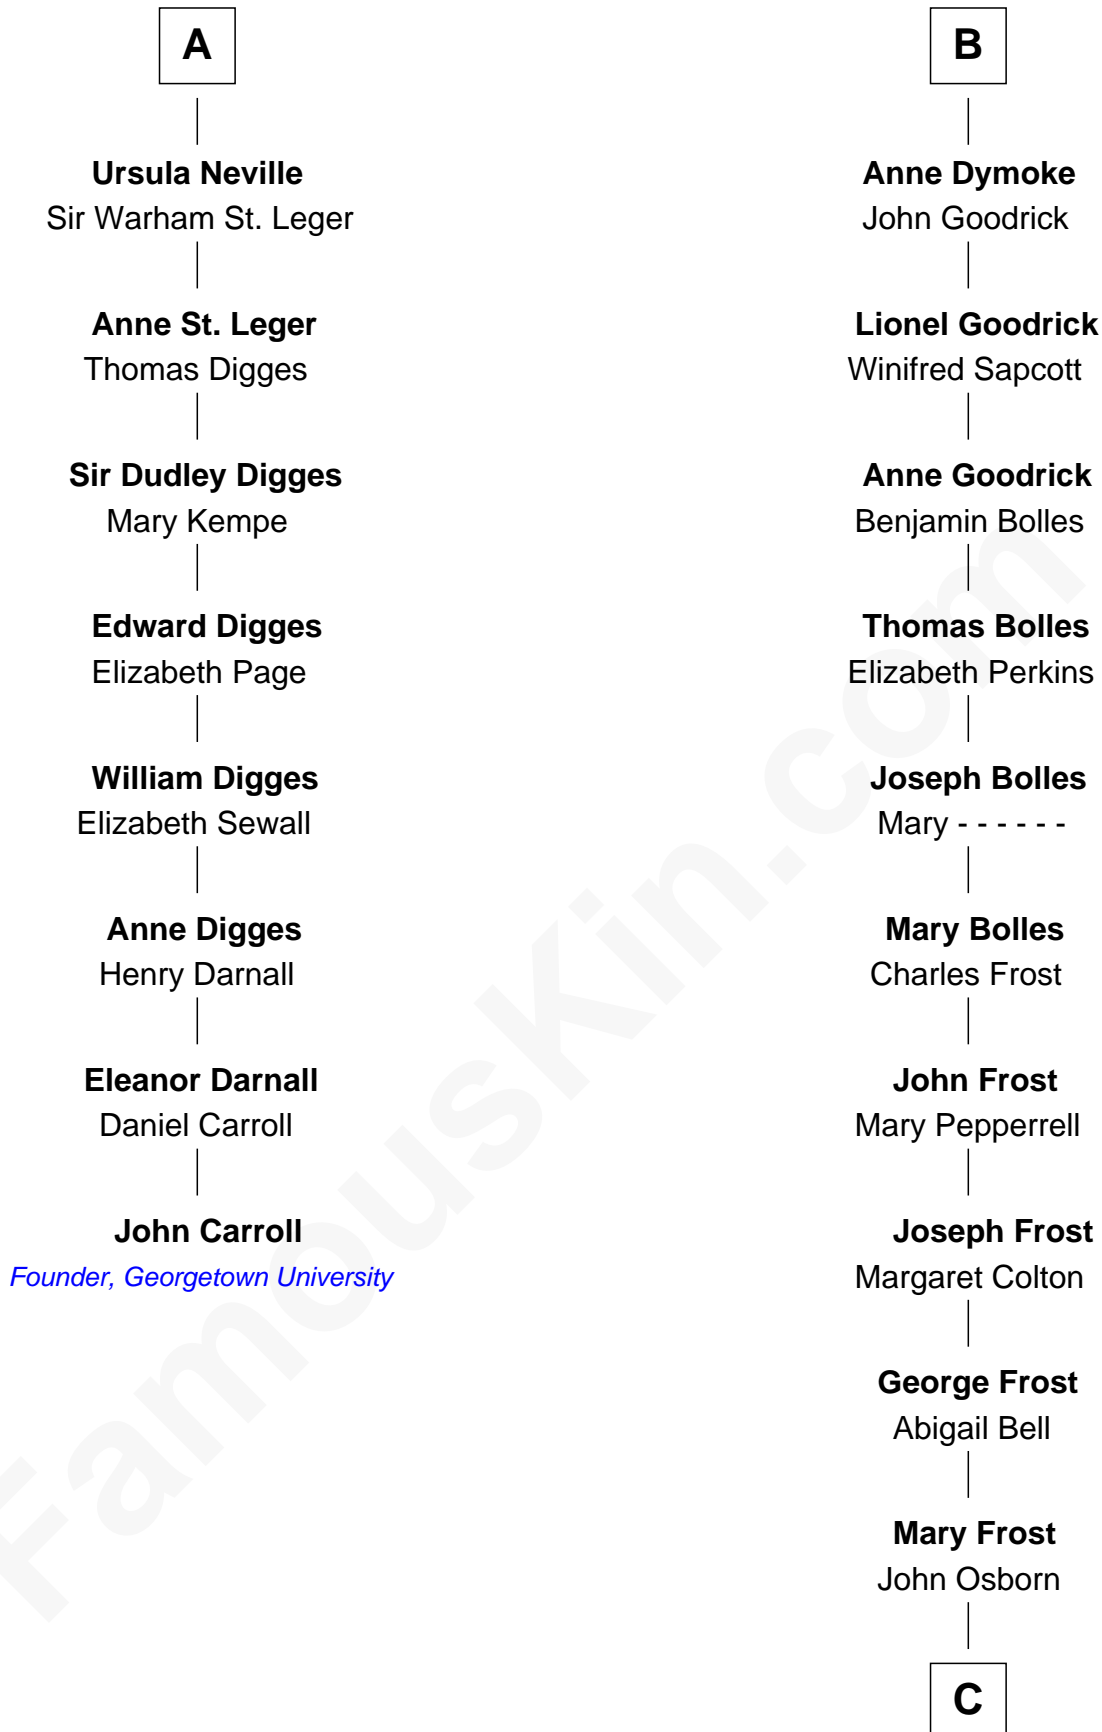 A
Ursula Neville
Sir Warham St. Leger
Anne St. Leger
Thomas Digges
Sir Dudley Digges
Mary Kempe
Edward Digges
Elizabeth Page
William Digges
Elizabeth Sewall
Anne Digges
Henry Darnall
Eleanor Darnall
Daniel Carroll
John Carroll
Founder, Georgetown University
B
Anne Dymoke
John Goodrick
Lionel Goodrick
Winifred Sapcott
Anne Goodrick
Benjamin Bolles
Thomas Bolles
Elizabeth Perkins
Joseph Bolles
Mary - - - - - -
Mary Bolles
Charles Frost
John Frost
Mary Pepperrell
Joseph Frost
Margaret Colton
George Frost
Abigail Bell
Mary Frost
John Osborn
C
FamousKin.com